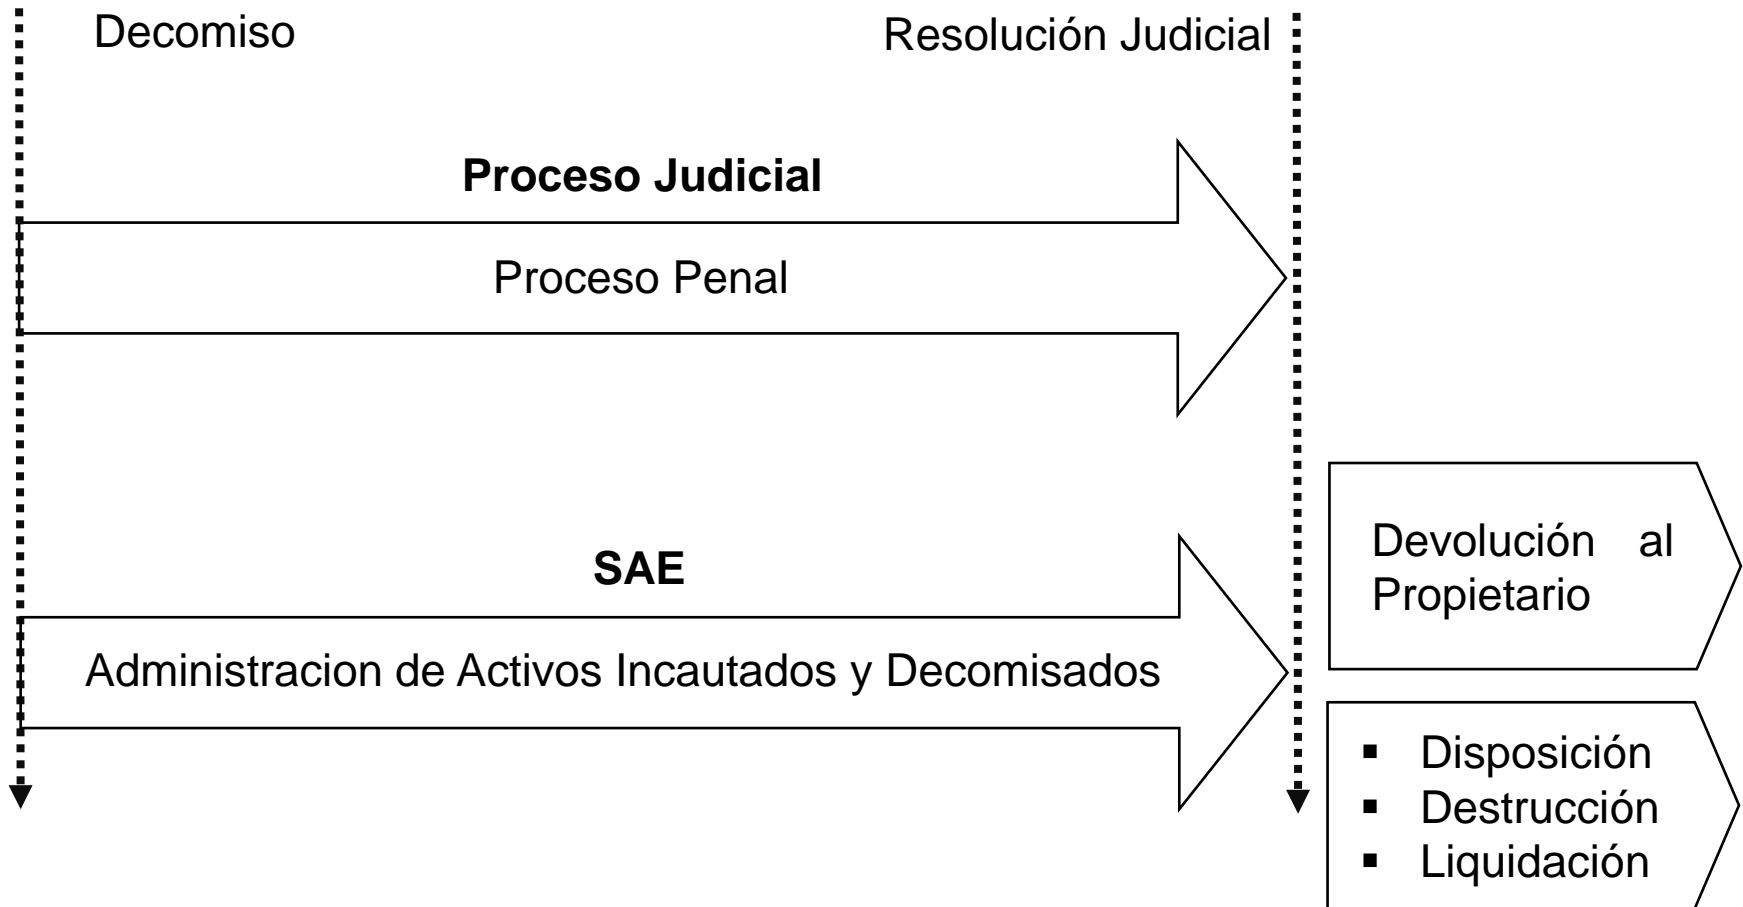 Decomiso
Resolución Judicial
Proceso Judicial
Proceso Penal
SAE
Administracion de Activos Incautados y Decomisados
Devolución al
Propietario
▪ Disposición
▪ Destrucción
▪ Liquidación